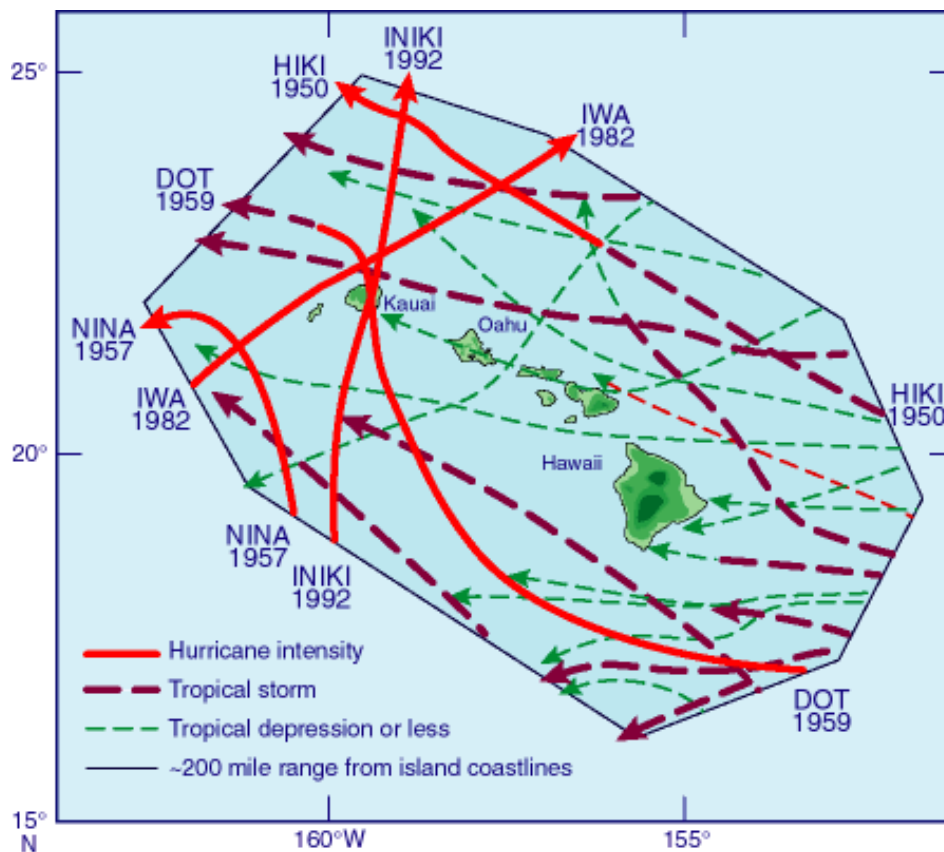 INIKI
1992
HIKI
1950
IWA
1982
25°
DOT
1959
Kauai
Oahu
NINA
1957
IWA
1982
HIKI
1950
20°
Hawaii
NINA
1957
INIKI
1992
Hurricane intensity
Tropical storm
DOT
1959
Tropical depression or less
~200 mile range from island coastlines
15°
N
160°W
155°